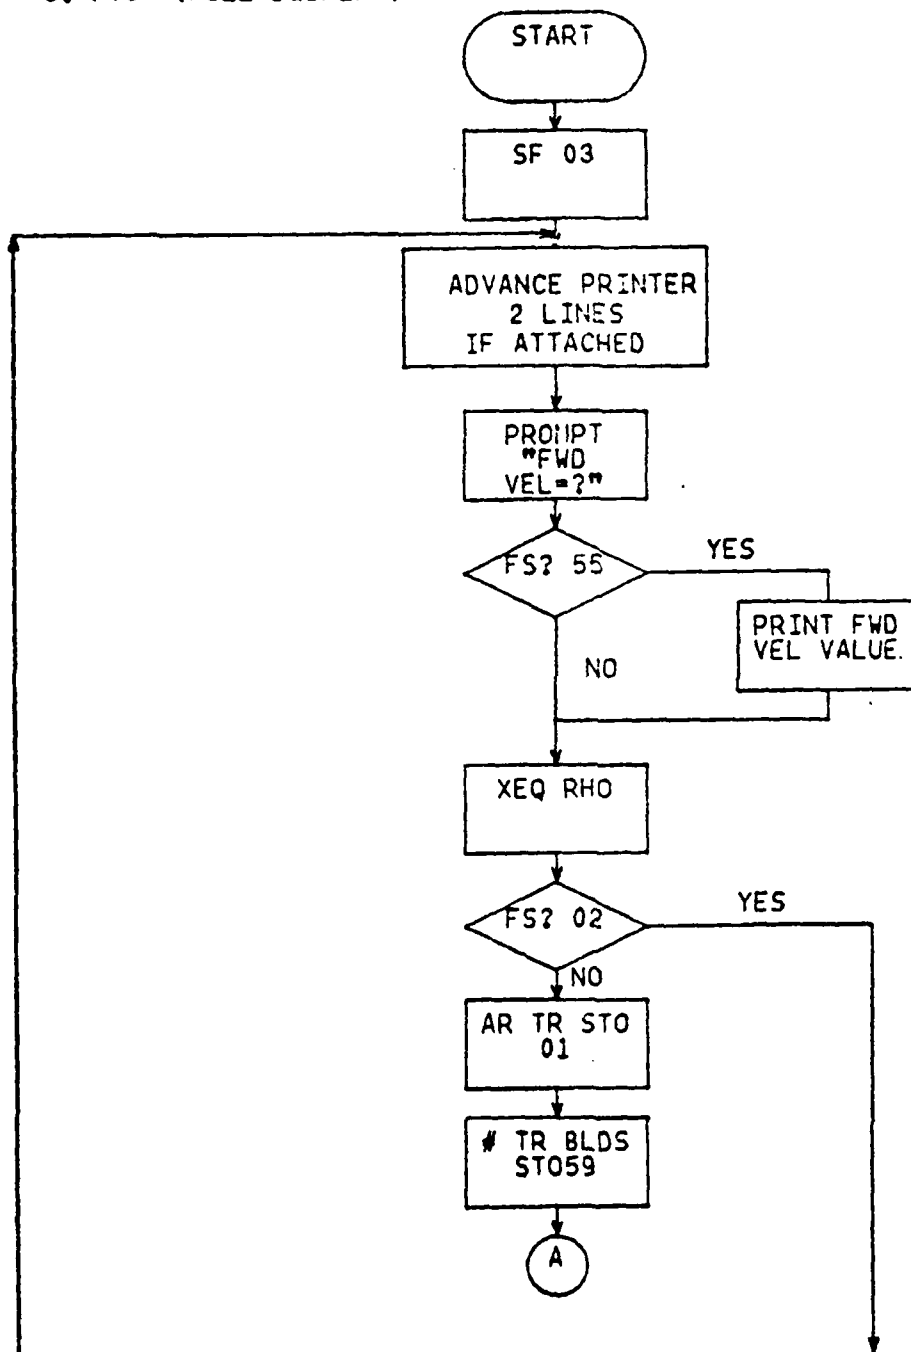 START
SF 03
ADVANCE PRINTER
2 LINES
IF ATTACHED
PROMPT
"FWD
VEL=?"
FS? 55
YES
PRINT FWD
VEL VALUE.
NO
XEQ RHO
FS? 02
YES
NO
AR TR STO
01
# TR BLDS
STO59
A